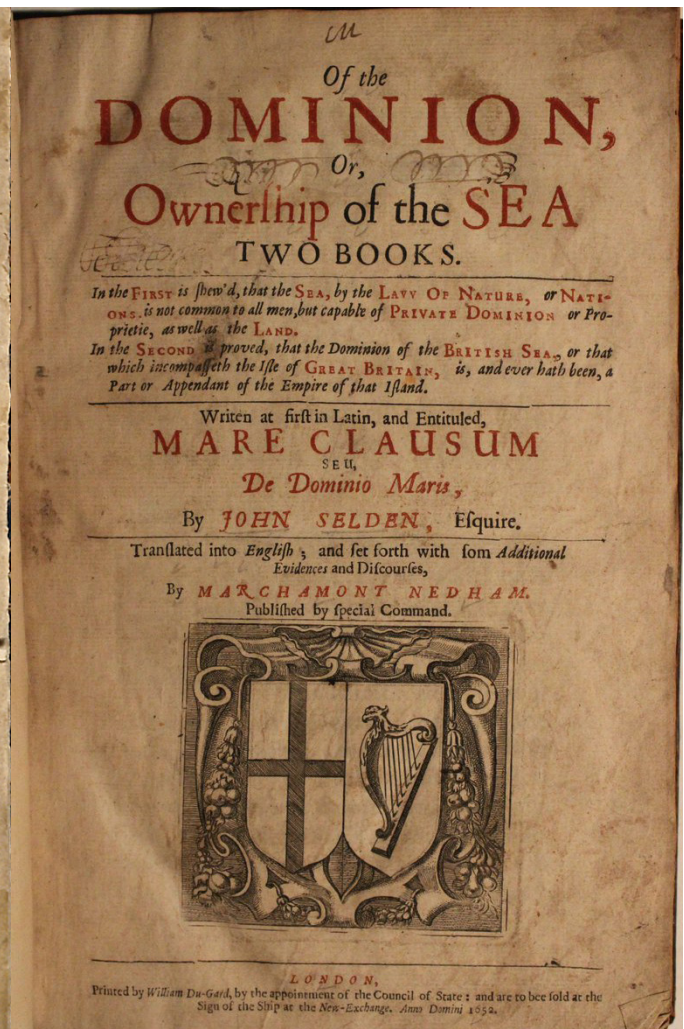 Of the
DOMINION,
Or,
Ownerſhip of the SEA
TWO BOOKS.
In the FIRST is ſhew'd, that the SEA, by the LAVV OF NATURE, or NATI-
ONS, is not common to all men, but capable of PRIVATE DOMINION or Pro-
prietie, as well as the LAND.
In the SECOND is proved, that the Dominion of the BRITISH SEA, or that
which incompaſſeth the Iſle of GREAT BRITAIN, is, and ever hath been, a
Part or Appendant of the Empire of that Iſland.
Writen at firſt in Latin, and Entituled,
MARE CLAUSUM
SEU,
De Dominio Maris,
By JOHN SELDEN, Eſquire.
Tranſlated into Engliſh; and ſet forth with ſom Additional
Evidences and Diſcourſes,
By MARCHAMONT NEDHAM.
Publiſhed by ſpecial Command.
LONDON,
Printed by William Du-Gard, by the appointment of the Council of State: and are to bee ſold at the
Sign of the Ship at the New-Exchange. Anno Domini 1652.